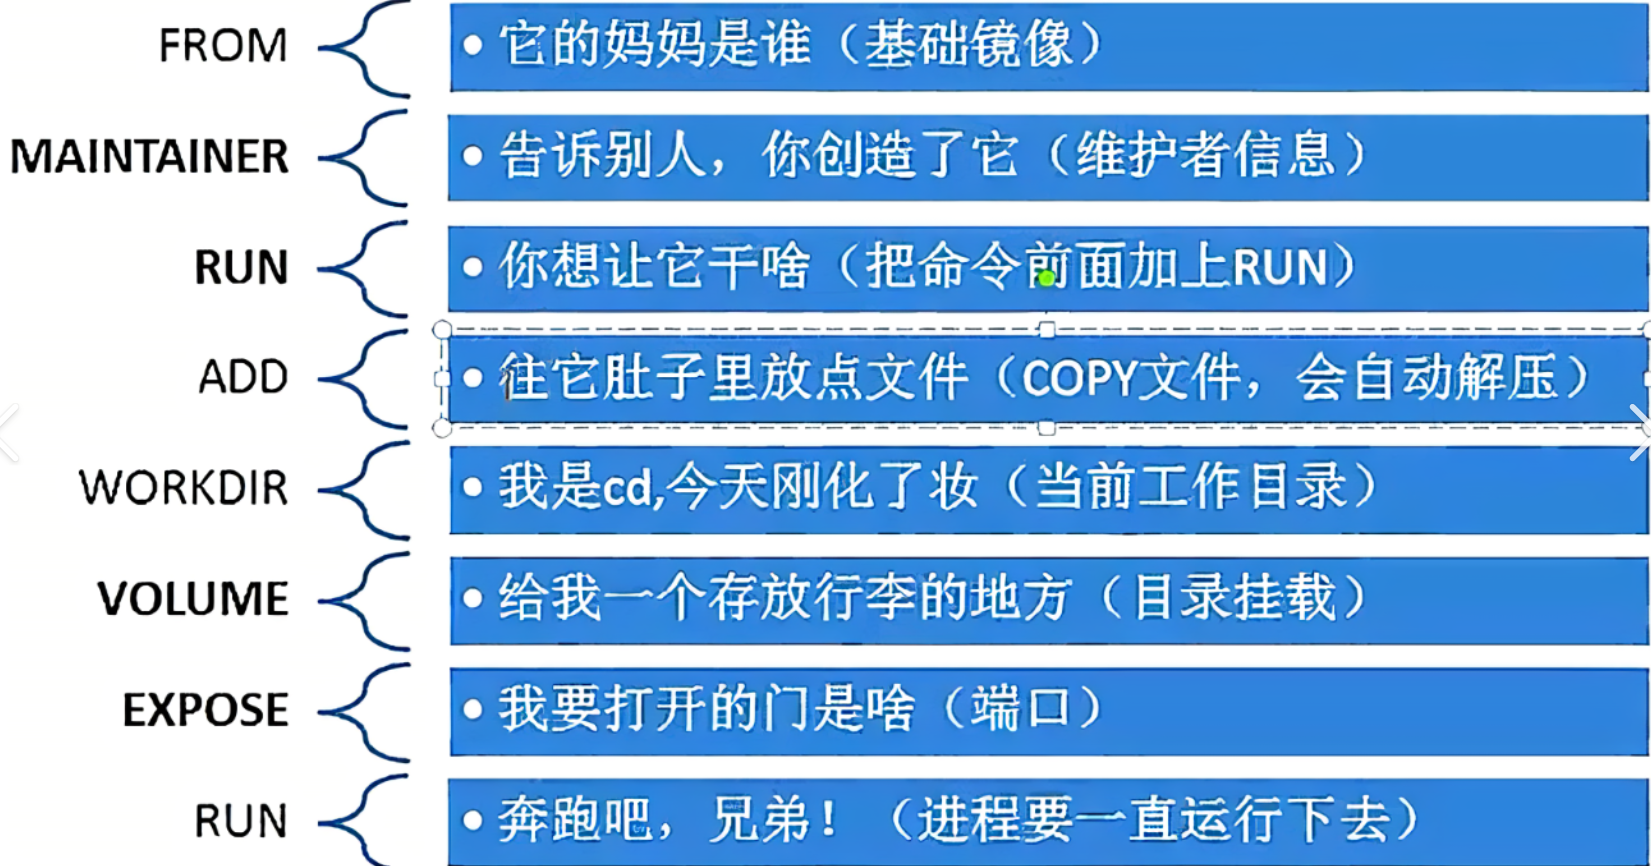 FROM
• 它的妈妈是谁（基础镜像）
MAINTAINER
• 告诉别人，你创造了它（维护者信息）
RUN
• 你想让它干啥（把命令前面加上RUN）
ADD
• 往它肚子里放点文件（COPY文件，会自动解压）
WORKDIR
• 我是cd,今天刚化了妆（当前工作目录）
VOLUME
• 给我一个存放行李的地方（目录挂载）
EXPOSE
• 我要打开的门是啥（端口）
RUN
• 奔跑吧，兄弟！（进程要一直运行下去）